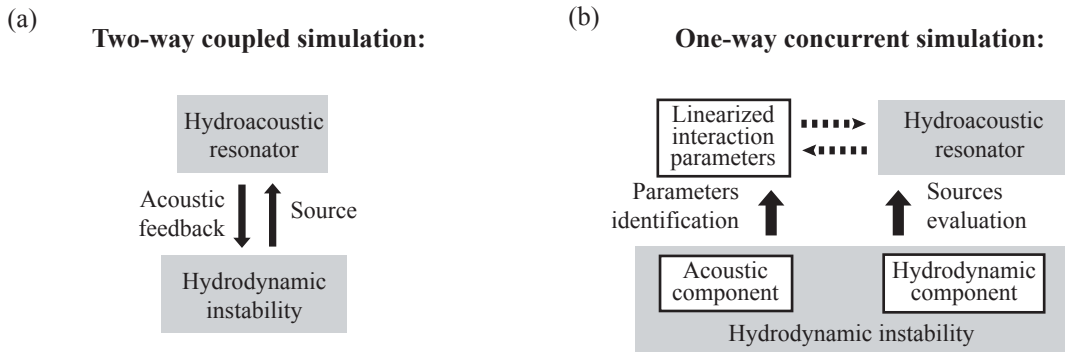 (a)
Two-way coupled simulation:
Hydroacoustic
resonator
Acoustic
feedback
Source
Hydrodynamic
instability
(b)
One-way concurrent simulation:
Linearized
interaction
parameters
Hydroacoustic
resonator
Parameters
identification
Sources
evaluation
Acoustic
component
Hydrodynamic
component
Hydrodynamic instability